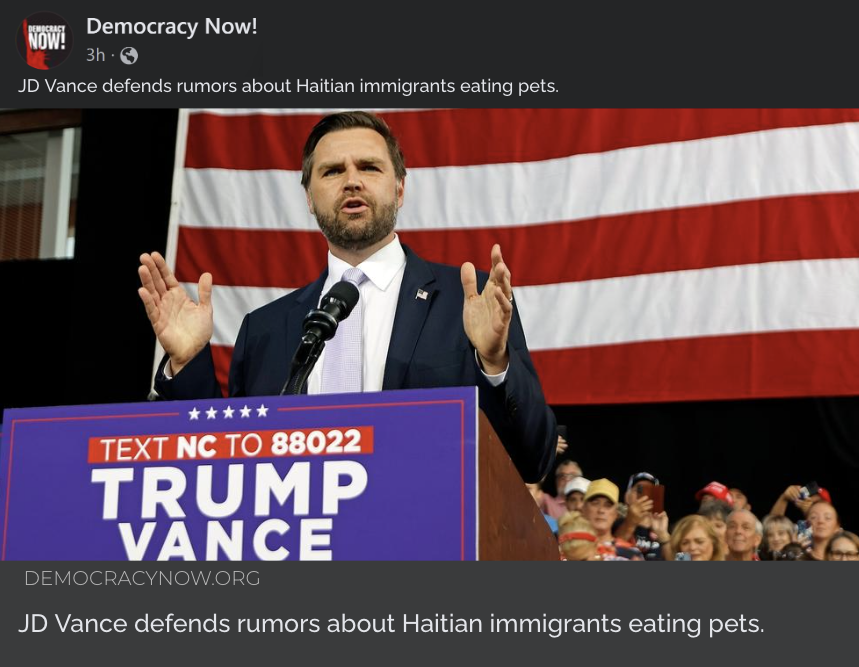 DEMOCRACY
NOW!
Democracy Now!
3h ·
JD Vance defends rumors about Haitian immigrants eating pets.
TEXT NC TO 88022
TRUMP
VANCE
DEMOCRACYNOW.ORG
JD Vance defends rumors about Haitian immigrants eating pets.